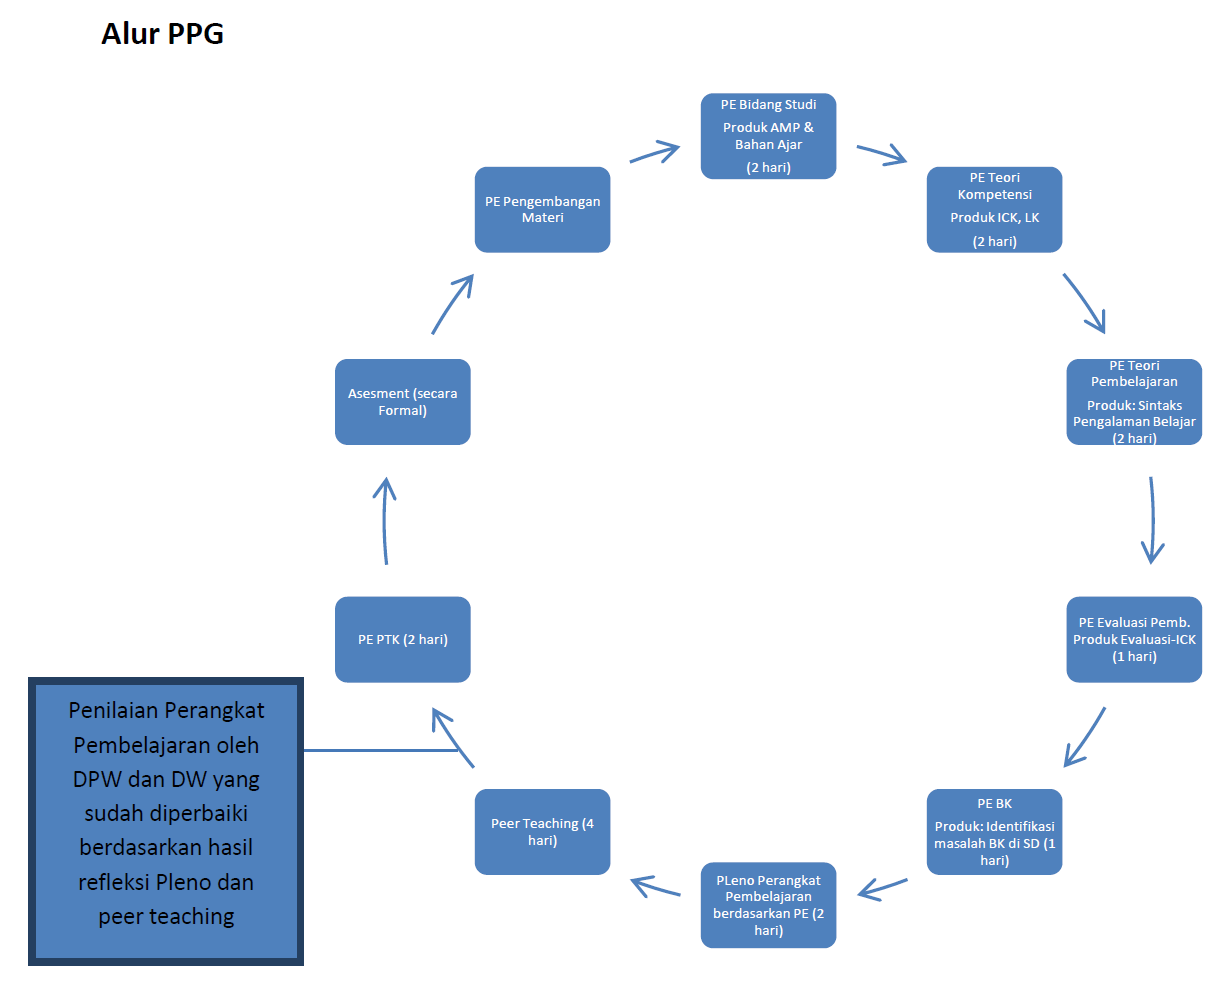 Alur PPG
PE Bidang Studi
Produk AMP &
Bahan Ajar
(2 hari)
PE Teori
Kompetensi
Produk ICK, LK
(2 hari)
PE Teori
Pembelajaran
Produk: Sintaks
Pengalaman Belajar
(2 hari)
PE Evaluasi Pemb.
Produk Evaluasi-ICK
(1 hari)
PE BK
Produk: Identifikasi
masalah BK di SD (1
hari)
PLeno Perangkat
Pembelajaran
berdasarkan PE (2
hari)
Peer Teaching (4
hari)
Penilaian Perangkat
Pembelajaran oleh
DPW dan DW yang
sudah diperbaiki
berdasarkan hasil
refleksi Pleno dan
peer teaching
PE PTK (2 hari)
Asesment (secara
Formal)
PE Pengembangan
Materi